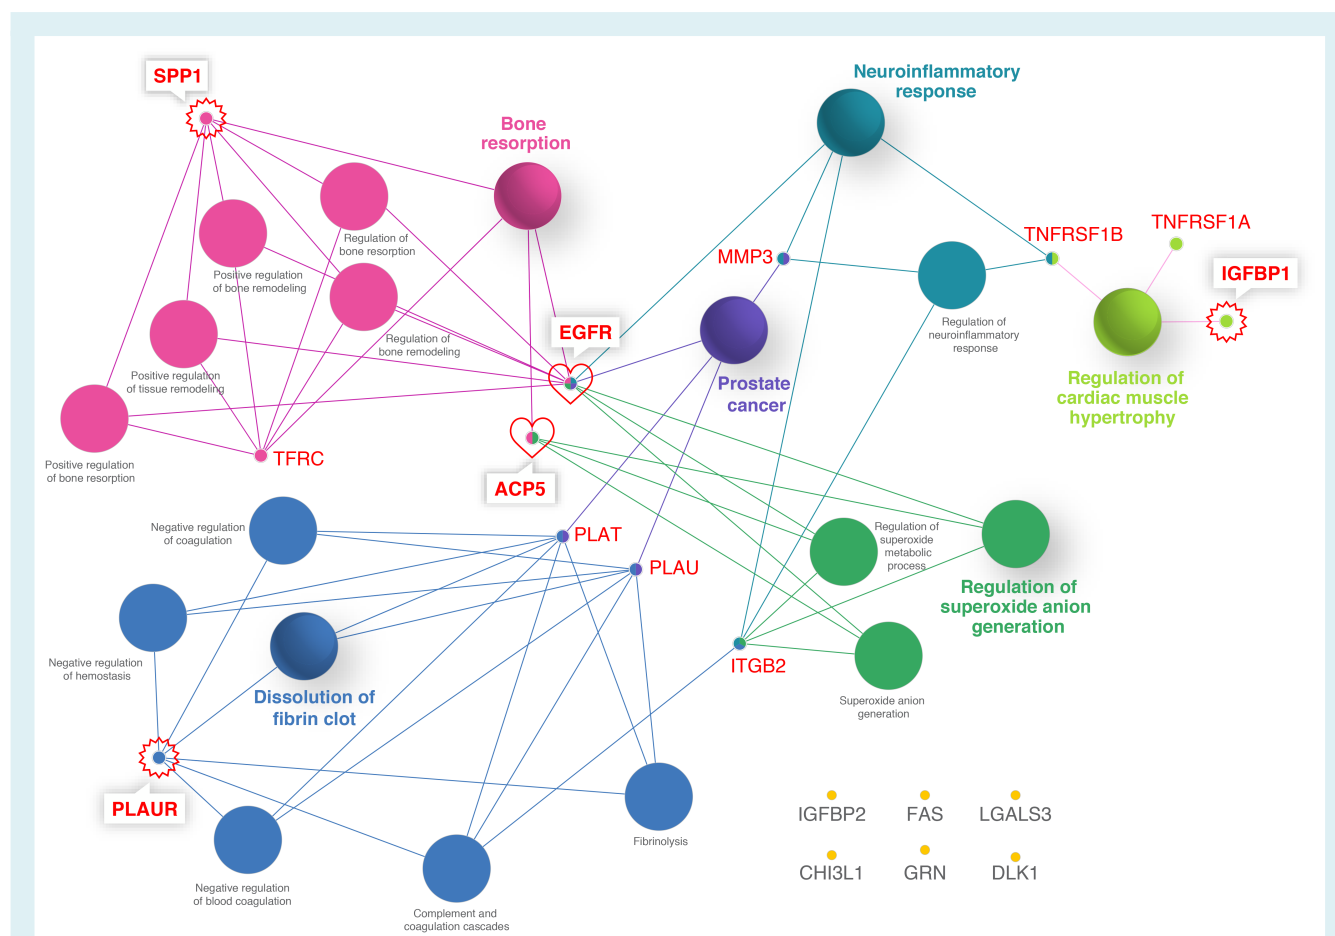 SPP1
Neuroinflammatory
response
Bone
resorption
Regulation of
bone resorption
Positive regulation
of bone remodeling
Regulation of
bone remodeling
Positive regulation
of tissue remodeling
Positive regulation
of bone resorption
TFRC
EGFR
ACP5
MMP3
Prostate
cancer
TNFRSF1B
TNFRSF1A
IGFBP1
Regulation of
neuroinflammatory
response
Regulation of
cardiac muscle
hypertrophy
Negative regulation
of coagulation
PLAT
PLAU
Regulation of
superoxide
metabolic
process
Regulation of
superoxide anion
generation
Negative regulation
of hemostasis
Dissolution of
fibrin clot
ITGB2
Superoxide anion
generation
PLAUR
Fibrinolysis
Negative regulation
of blood coagulation
Complement and
coagulation cascades
IGFBP2
FAS
LGALS3
CHI3L1
GRN
DLK1